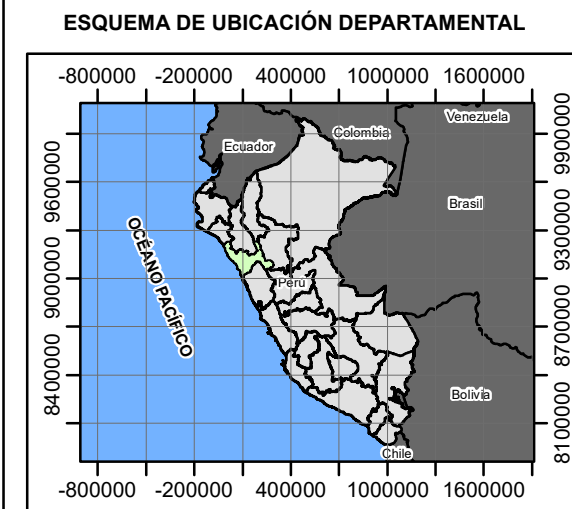 ESQUEMA DE UBICACIÓN DEPARTAMENTAL
-800000 -200000 400000 1000000 1600000
Venezuela
Colombia
Ecuador
9900000
9600000
Brasil
9300000
OCÉANO PACÍFICO
9000000
Perú
8700000
8400000
Bolivia
8100000
Chile
-800000 -200000 400000 1000000 1600000